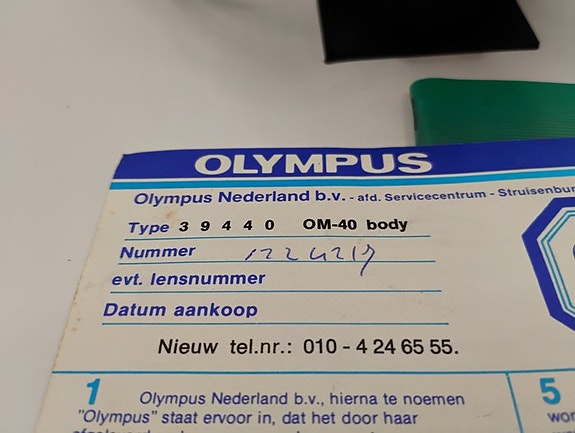 OLYMPUS
Olympus Nederland b.v. - afd. Servicecentrum - Struisenbur
Type 3 9 4 4 0 OM-40 body
Nummer
evt. lensnummer
Datum aankoop
Nieuw tel.nr.: 010 - 4 24 65 55.
1 Olympus Nederland b.v., hierna te noemen
"Olympus" staat ervoor in, dat het door haar
5